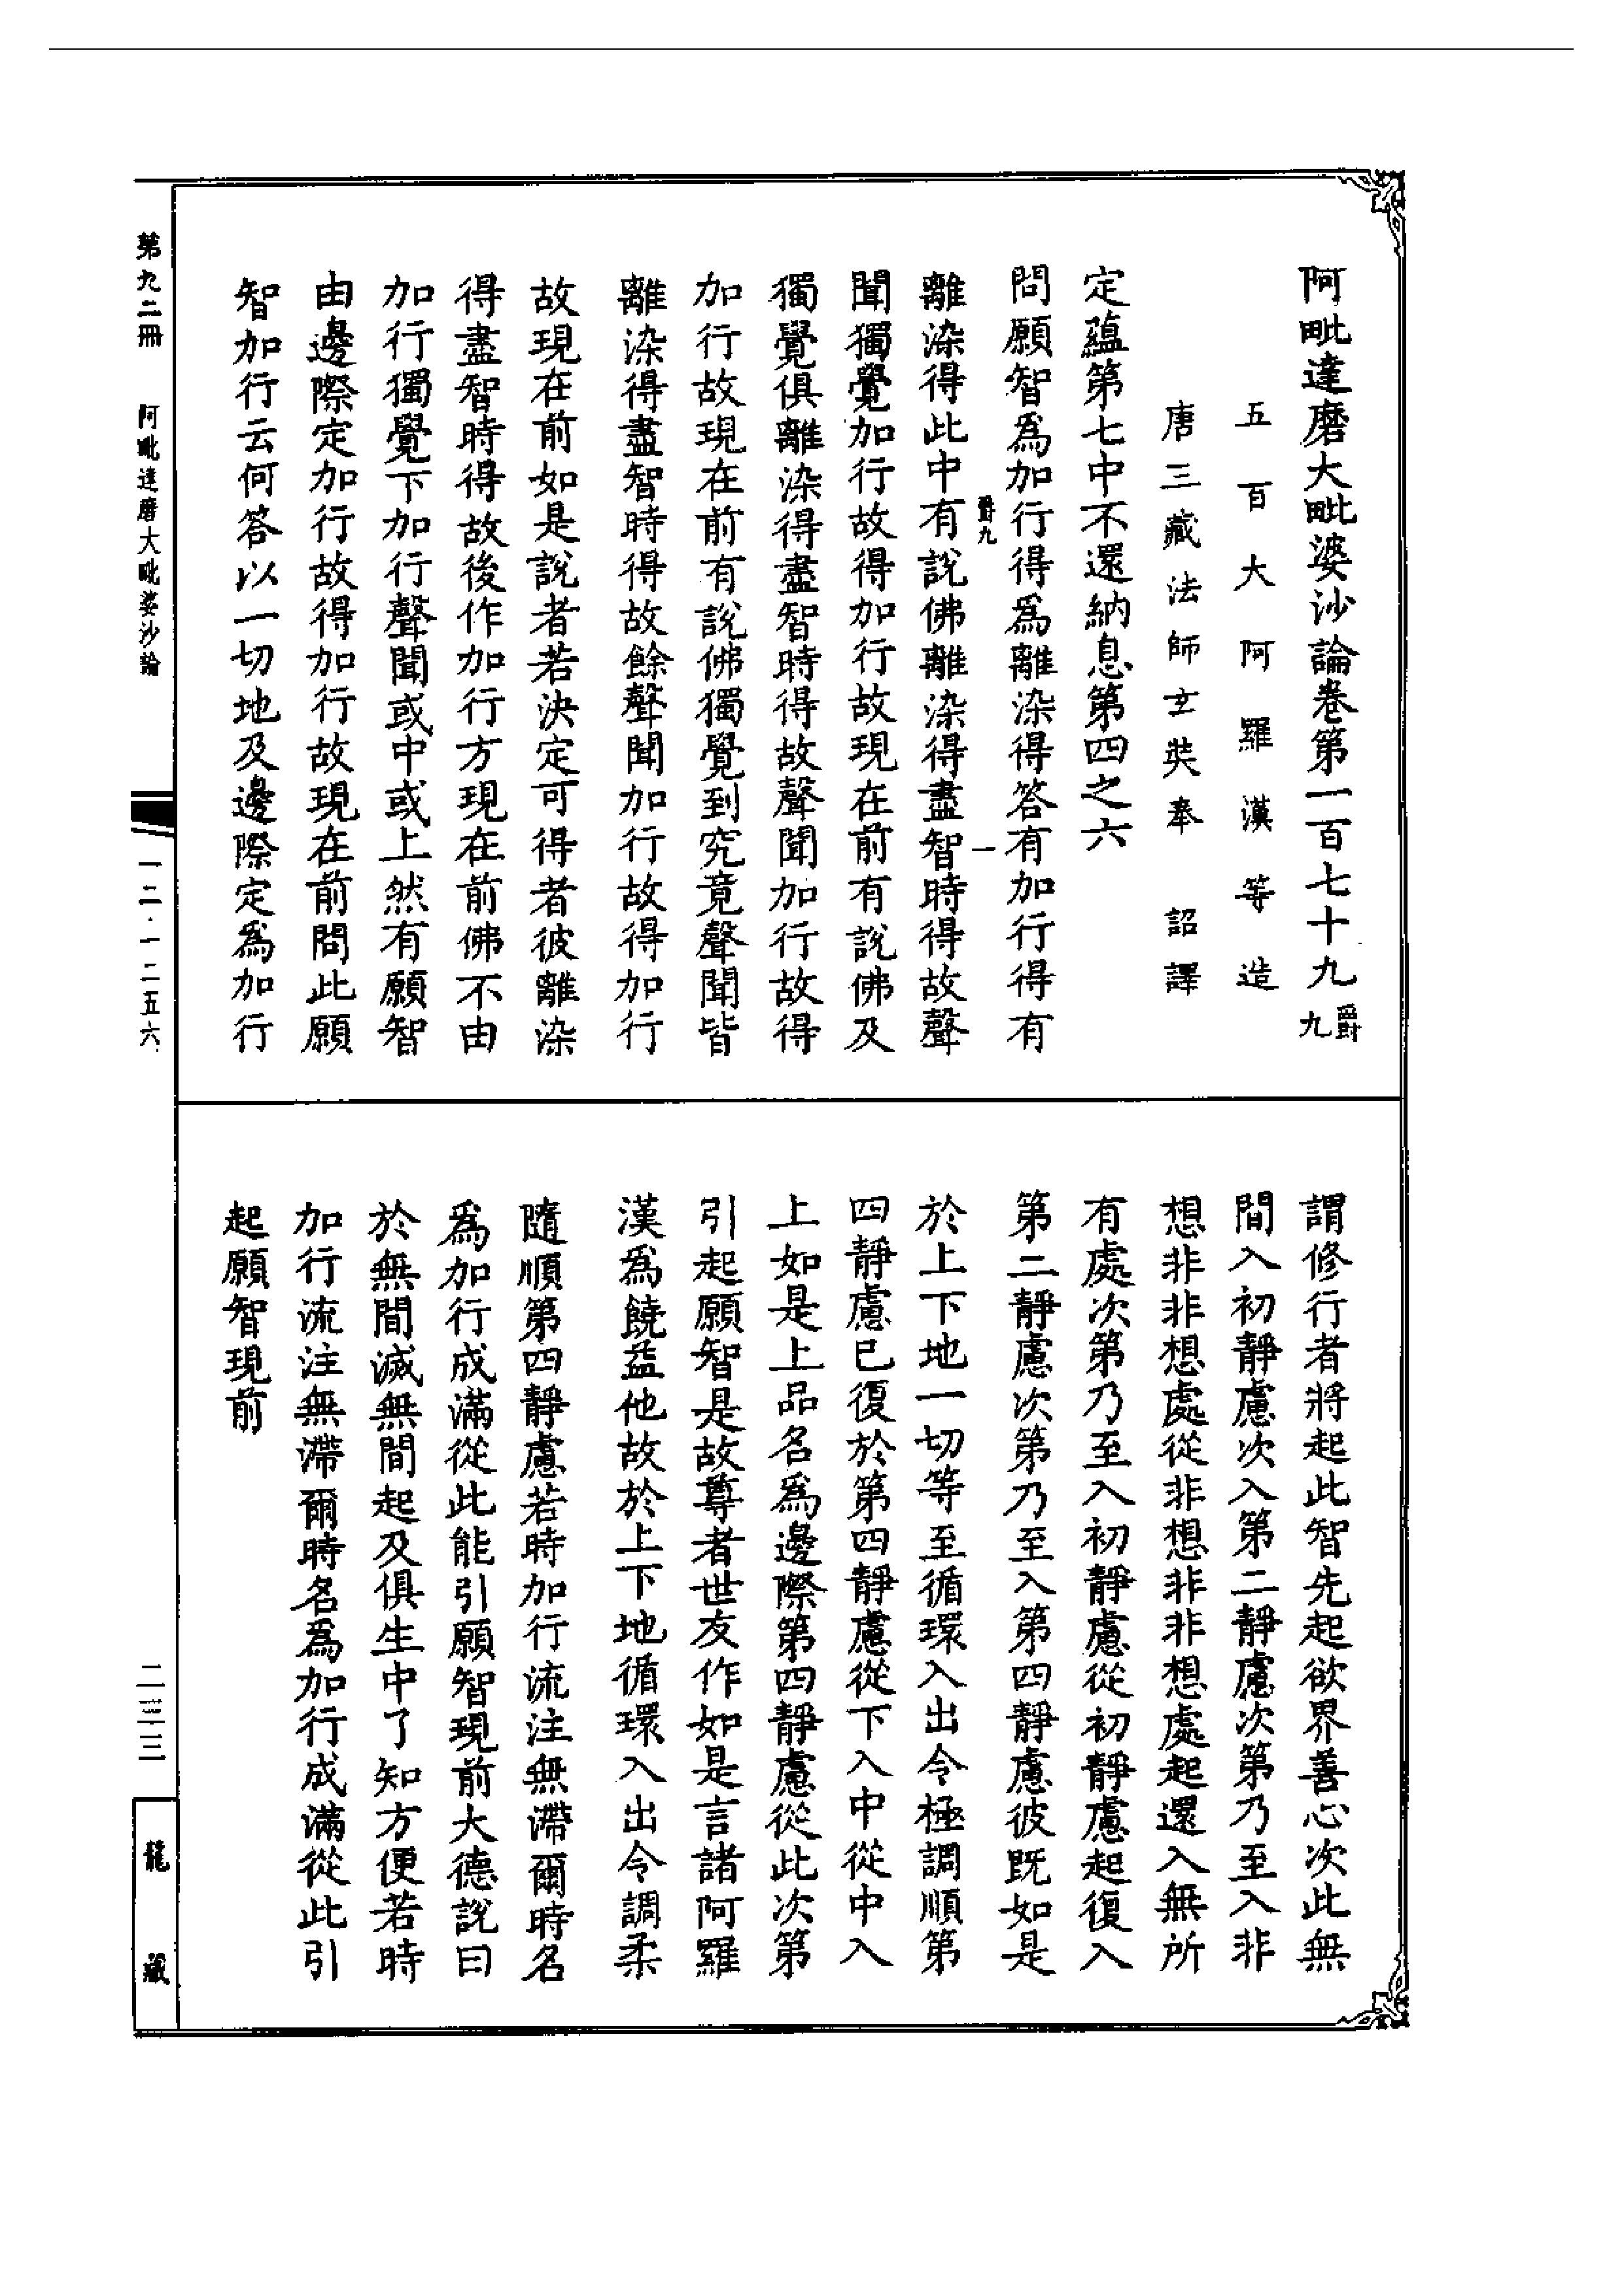 阿毗達磨大毗婆沙論卷第一百七十九 爵九
五百大阿羅漢等造
唐三藏法師玄奘奉　詔譯
定蘊第七中不還納息第四之六
問願智爲加行得爲離染得答有加行得有
爵九　一
離染得此中有說佛離染得盡智時得故聲
聞獨覺加行故得加行故現在前有說佛及
獨覺俱離染得盡智時得故聲聞加行故得
加行故現在前有說佛獨覺到究竟聲聞皆
離染得盡智時得故餘聲聞加行故得加行
故現在前如是說者若決定可得者彼離染
得盡智時得故後作加行方現在前佛不由
加行獨覺下加行聲聞或中或上然有願智
由邊際定加行故得加行故現在前問此願
智加行云何答以一切地及邊際定爲加行
謂修行者將起此智先起欲界善心次此無
間入初靜慮次入第二靜慮次第乃至入非
想非非想處從非想非非想處起還入無所
有處次第乃至入初靜慮從初靜慮起復入
第二靜慮次第乃至入第四靜慮彼既如是
於上下地一切等至循環入出令極調順第
四靜慮已復於第四靜慮從下入中從中入
上如是上品名爲邊際第四靜慮從此次第
引起願智是故尊者世友作如是言諸阿羅
漢爲饒益他故於上下地循環入出令調柔
隨順第四靜慮若時加行流注無滯爾時名
爲加行成滿從此能引願智現前大德說曰
於無間滅無間起及俱生中了知方便若時
加行流注無滯爾時名爲加行成滿從此引
起願智現前
第九二冊　阿毗達磨大毗婆沙論
一二·一二五六
二三三
龍藏